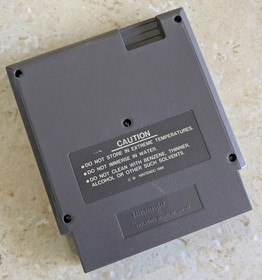 CAUTION
●DO NOT STORE IN EXTREME TEMPERATURES.
●DO NOT IMMERSE IN WATER.
●DO NOT CLEAN WITH BENZENE, THINNER,
ALCOHOL OR OTHER SUCH SOLVENTS.
Nintendo